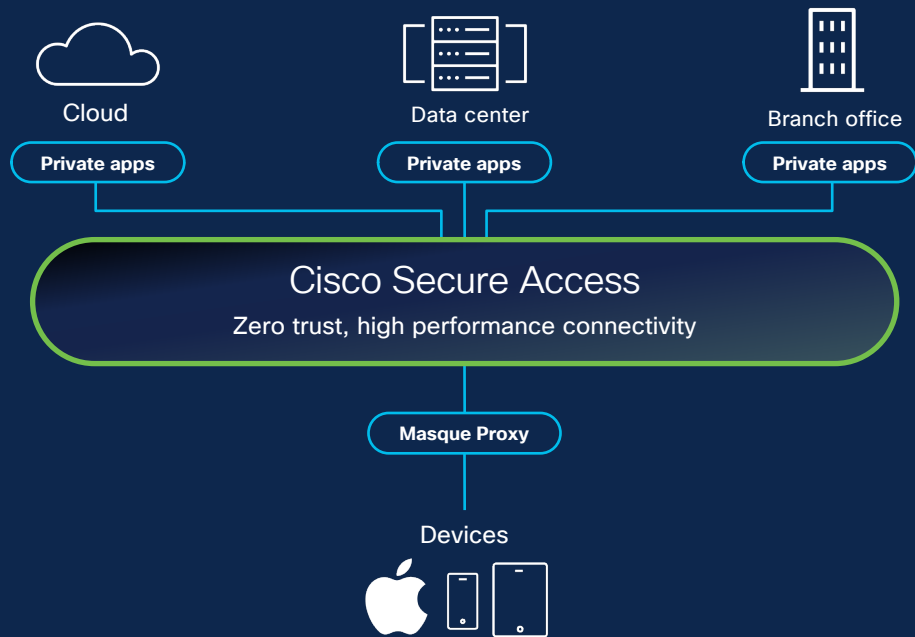 Cloud
Data center
Branch office
Private apps
Private apps
Private apps
Cisco Secure Access
Zero trust, high performance connectivity
Masque Proxy
Devices